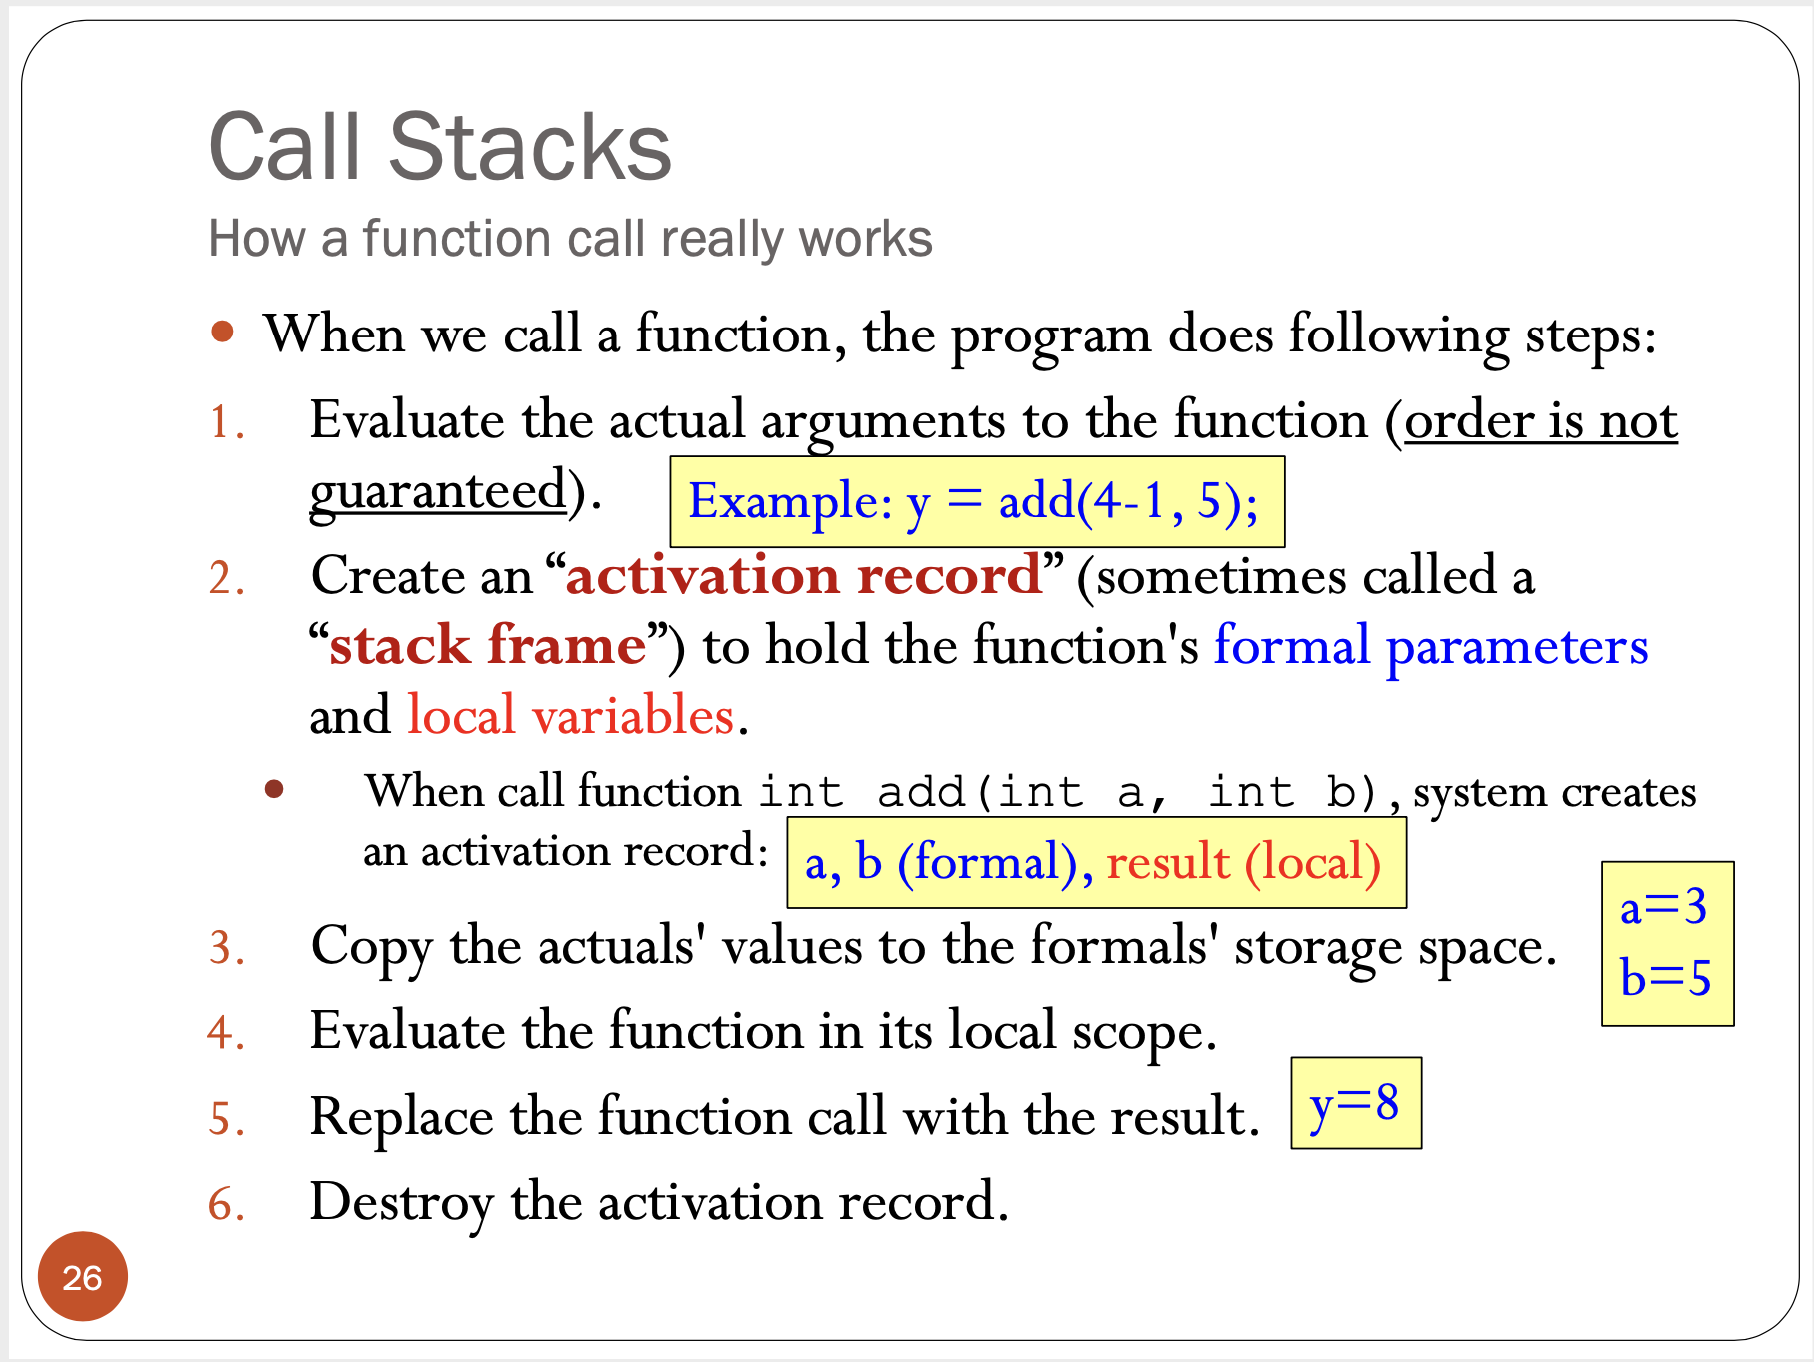 Call Stacks
How a function call really works
• When we call a function, the program does following steps:
1. Evaluate the actual arguments to the function (order is not
guaranteed).
Example: y = add(4-1, 5);
2. Create an “activation record” (sometimes called a
“stack frame”) to hold the function's formal parameters
and local variables.
• When call function int add(int a, int b), system creates
an activation record:
a, b (formal), result (local)
3. Copy the actuals' values to the formals' storage space.
a=3
b=5
4. Evaluate the function in its local scope.
5. Replace the function call with the result.
y=8
6. Destroy the activation record.
26